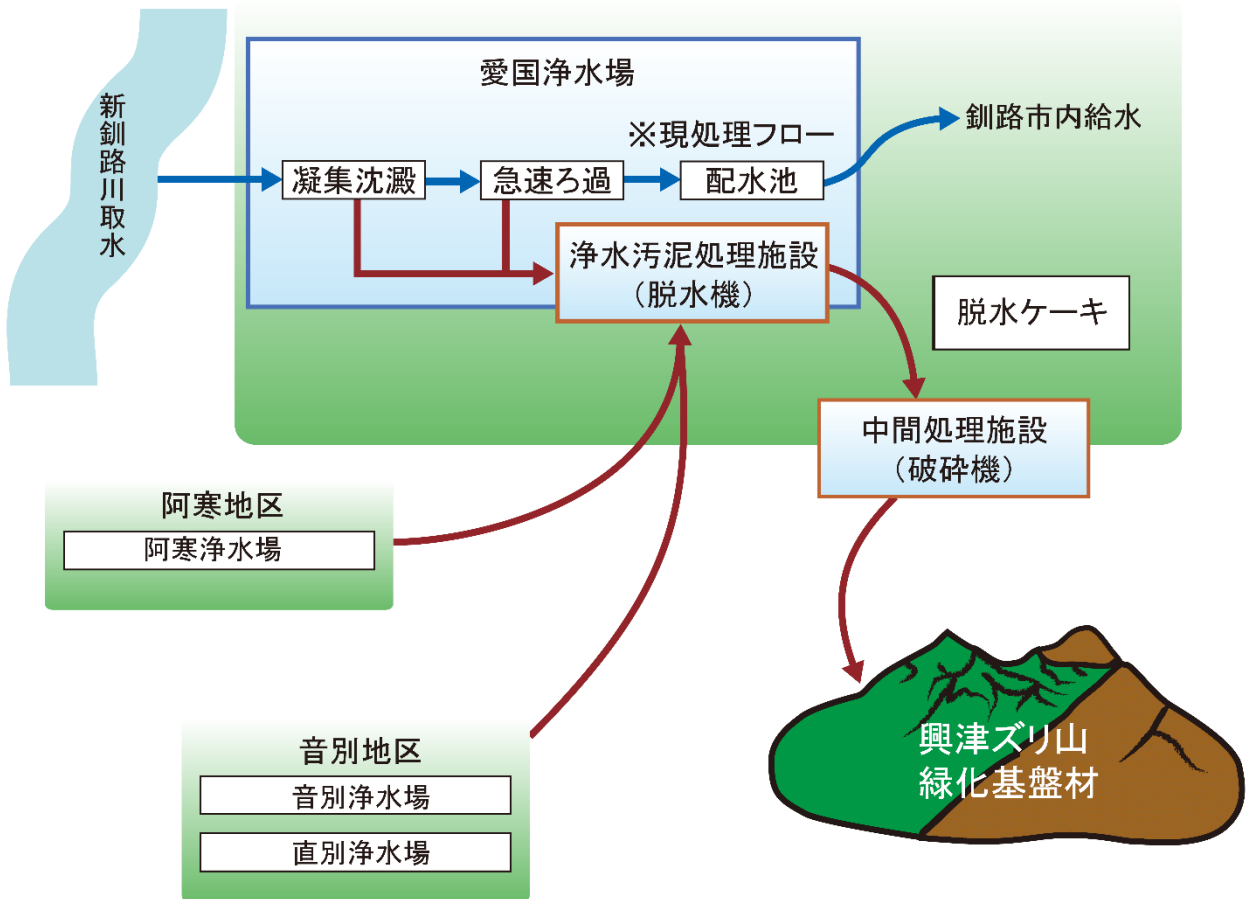 愛国浄水場
新釧路川取水
※現処理フロー
釧路市内給水
凝集沈澱
急速ろ過
配水池
浄水汚泥処理施設
（脱水機）
脱水ケーキ
中間処理施設
（破砕機）
阿寒地区
阿寒浄水場
音別地区
音別浄水場
直別浄水場
興津ズリ山
緑化基盤材